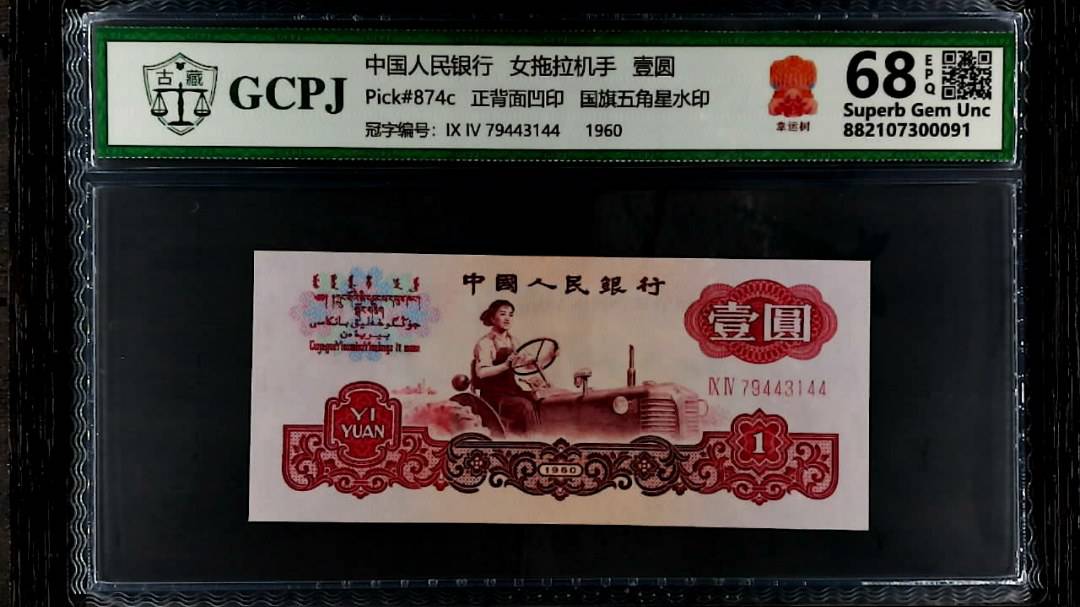 古藏
GCPJ
中国人民银行 女拖拉机手 壹圆
Pick#874c 正背面凹印 国旗五角星水印
冠字编号: IX IV 79443144 1960
幸运树
68 EPQ
Superb Gem Unc
882107300091
中國人民銀行
壹圓
IX IV 79443144
YI
YUAN
1
1960